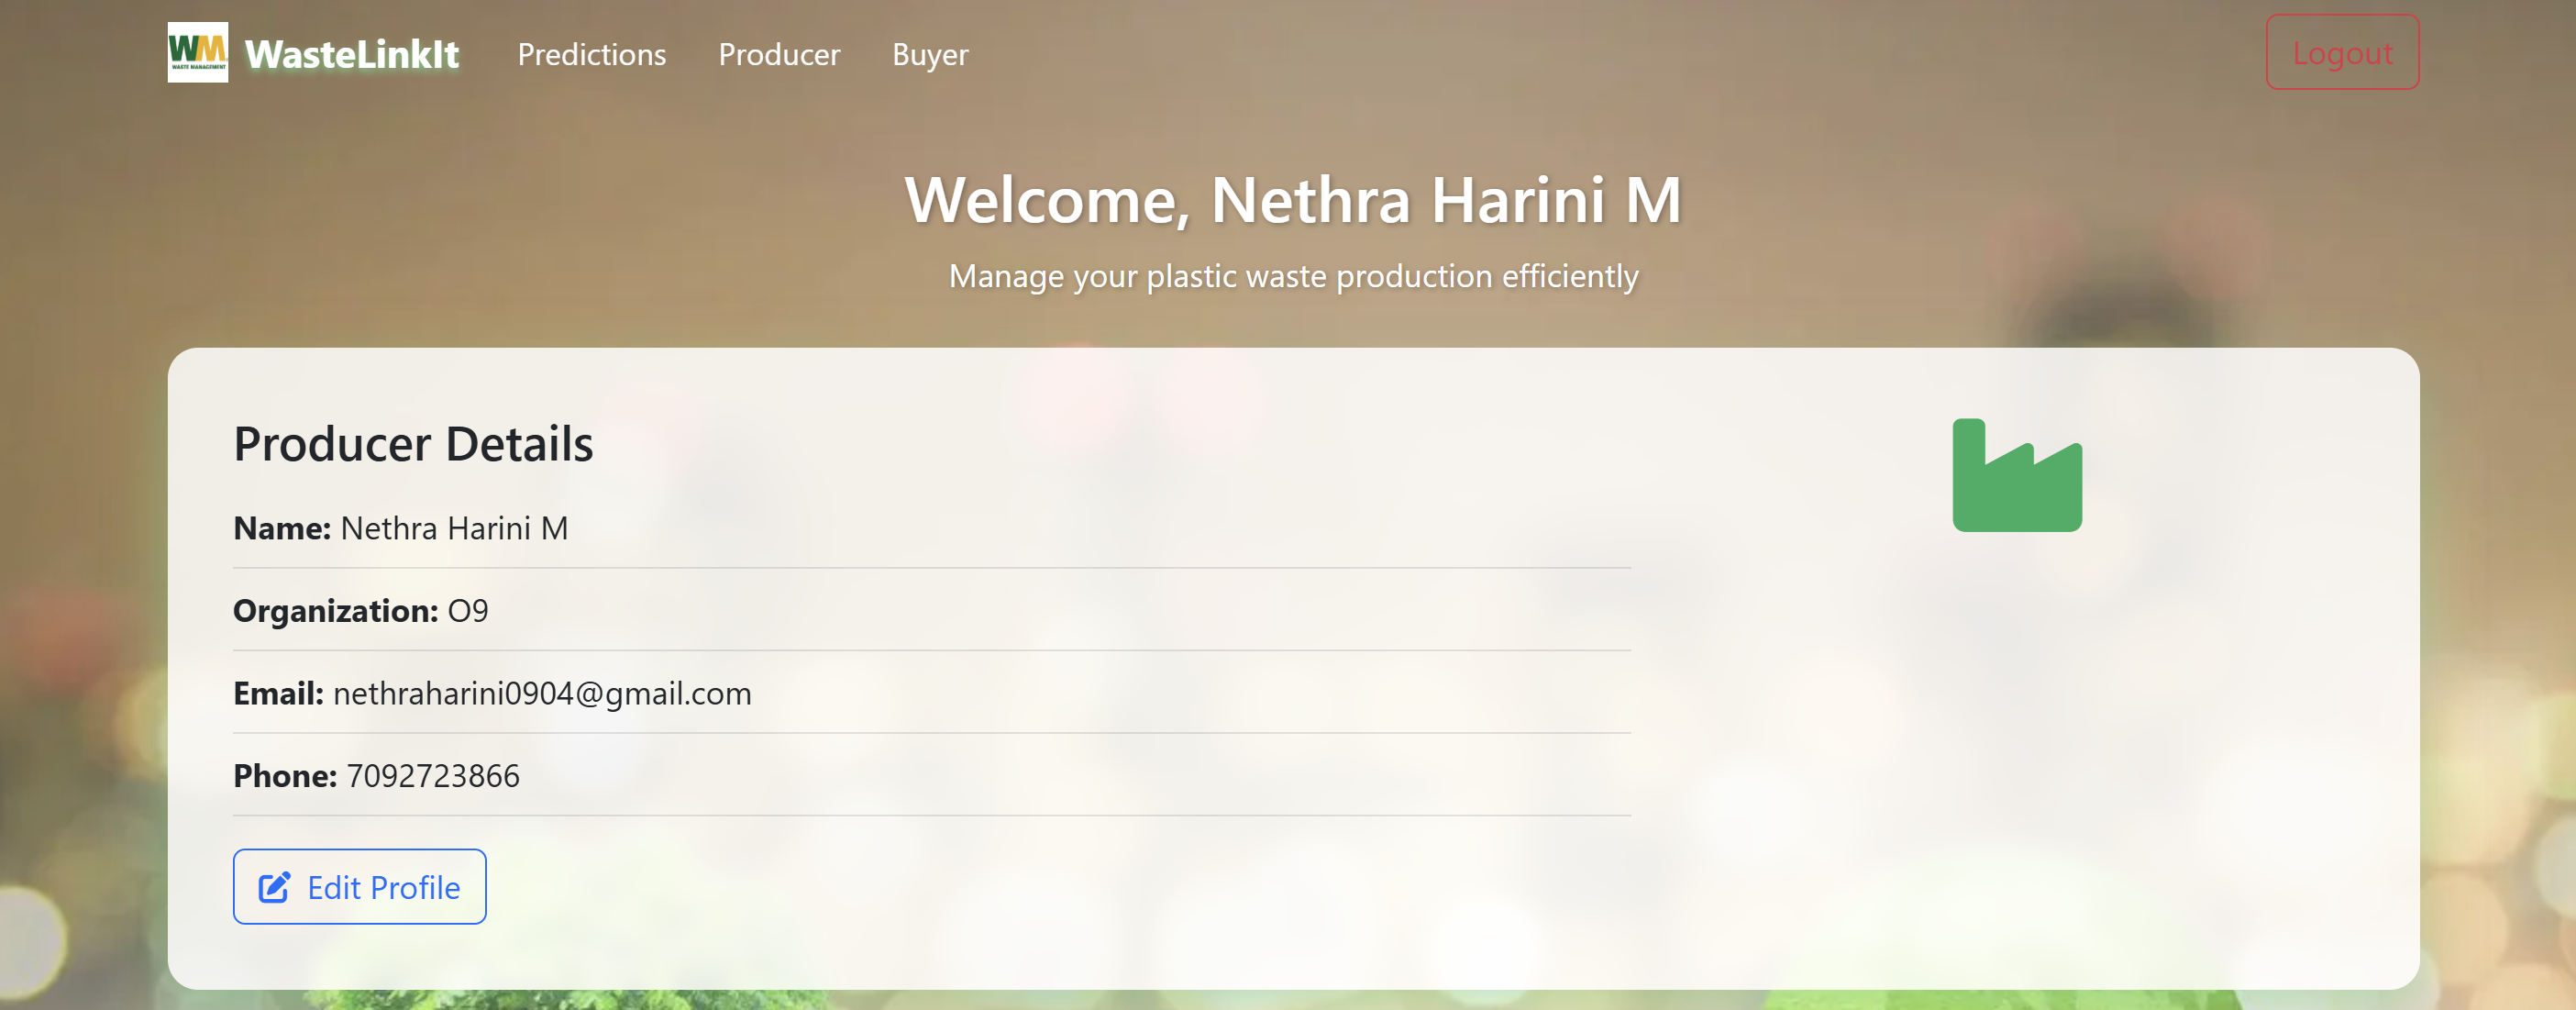 WM
WASTE MANAGEMENT
WasteLinkIt
Predictions
Producer
Buyer
Logout
Welcome, Nethra Harini M
Manage your plastic waste production efficiently
Producer Details
Name: Nethra Harini M
Organization: O9
Email: nethraharini0904@gmail.com
Phone: 7092723866
Edit Profile